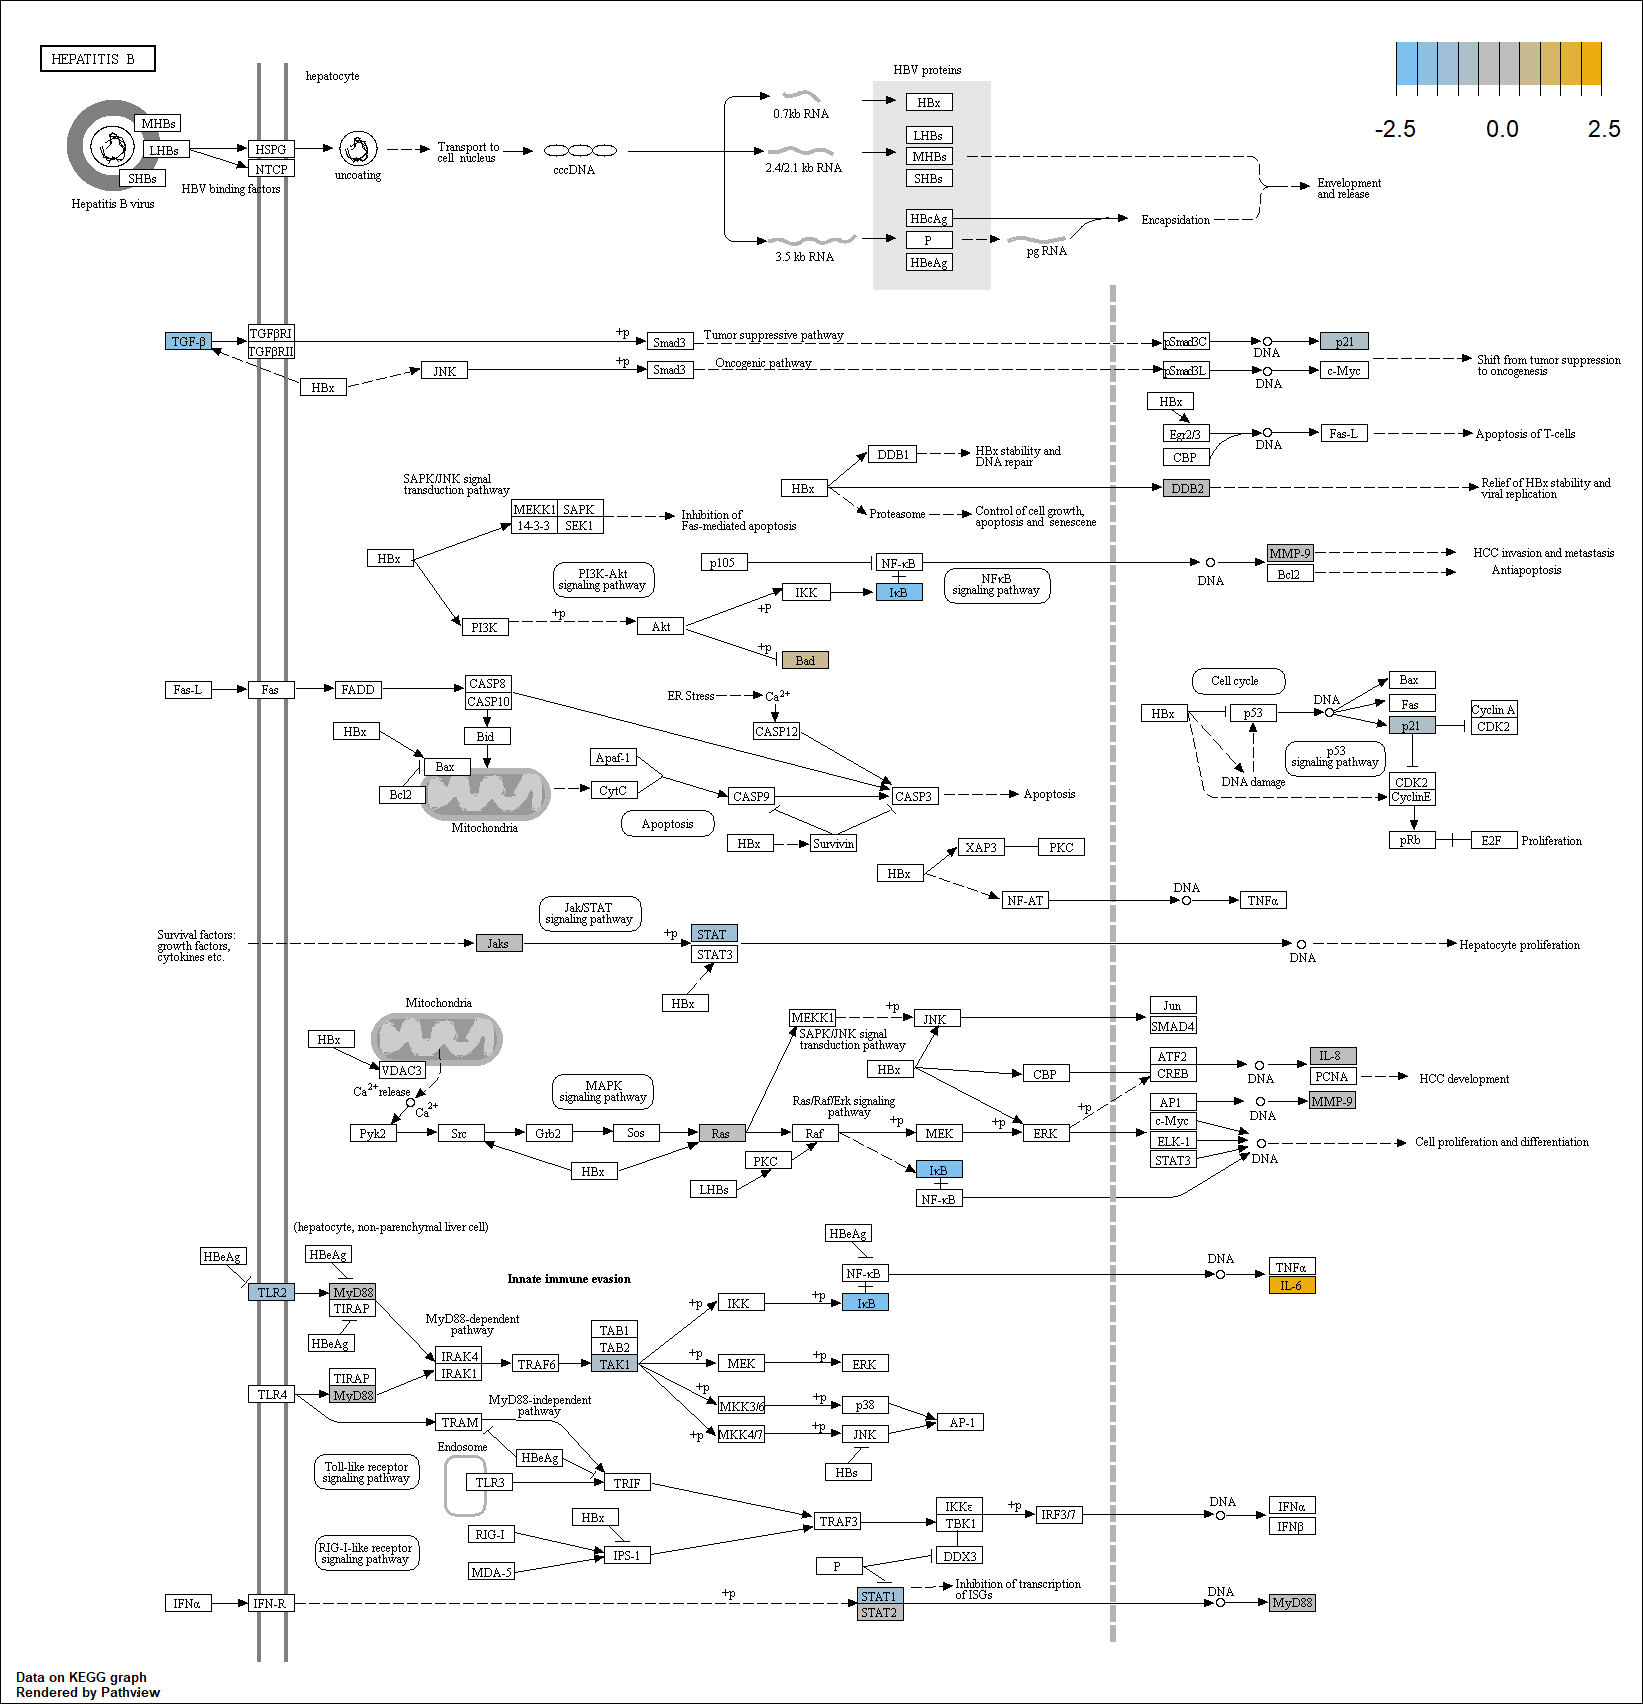 HEPATITIS B
hepatocyte
HBV proteins
-2.5
0.0
2.5
MHBs
LHBs
SHBs
Hepatitis B virus
HSPG
NTCP
HBV binding factors
uncoating
Transport to
cell nucleus
cccDNA
0.7kb RNA
2.4/2.1 kb RNA
3.5 kb RNA
HBx
LHBs
MHBs
SHBs
HBcAg
P
HBeAg
pg RNA
Encapsidation
Envelopment
and release
TGF-β
TGFβRI
TGFβRII
+p
Smad3
Tumor suppressive pathway
pSmad3C
DNA
p21
HBx
JNK
+p
Smad3
Oncogenic pathway
pSmad3L
DNA
c-Myc
Shift from tumor suppression
to oncogenesis
HBx
Egr2/3
CBP
DNA
Fas-L
Apoptosis of T-cells
HBx
DDB1
HBx stability and
DNA repair
DDB2
Relief of HBx stability and
viral replication
Proteasome
Control of cell growth,
apoptosis and senescene
SAPK/JNK signal
transduction pathway
MEKK1
SAPK
14-3-3
SEK1
Inhibition of
Fas-mediated apoptosis
HBx
PI3K-Akt
signaling pathway
p105
NF-κB
IKK
IκB
NFκB
signaling pathway
DNA
MMP-9
Bcl2
HCC invasion and metastasis
Antiapoptosis
PI3K
+p
Akt
+P
+p
Bad
Fas-L
Fas
FADD
CASP8
CASP10
Bid
HBx
Bax
Bcl2
Mitochondria
ER Stress
Ca2+
CASP12
Apaf-1
CytC
CASP9
CASP3
Apoptosis
Apoptosis
HBx
Survivin
Cell cycle
HBx
p53
DNA
Bax
Fas
p21
Cyclin A
CDK2
p53
signaling pathway
DNA damage
CDK2
CyclinE
pRb
E2F
Proliferation
HBx
XAP3
PKC
NF-AT
DNA
TNFα
Survival factors:
growth factors,
cytokines etc.
Jaks
Jak/STAT
signaling pathway
+p
STAT
STAT3
HBx
DNA
Hepatocyte proliferation
Mitochondria
HBx
VDAC3
Ca2+ release
Ca2+
MAPK
signaling pathway
Pyk2
Src
Grb2
Sos
Ras
HBx
MEKK1
+p
JNK
SAPK/JNK signal
transduction pathway
HBx
CBP
Ras/Raf/Erk signaling
pathway
Raf
+p
MEK
+p
ERK
+p
PKC
LHBs
IκB
NF-κB
Jun
SMAD4
ATF2
CREB
DNA
IL-8
PCNA
HCC development
AP1
c-Myc
ELK-1
STAT3
DNA
MMP-9
DNA
Cell proliferation and differentiation
(hepatocyte, non-parenchymal liver cell)
HBeAg
HBeAg
TLR2
MyD88
TIRAP
HBeAg
Innate immune evasion
MyD88-dependent
pathway
TLR4
TIRAP
MyD88
IRAK4
IRAK1
TRAF6
TAB1
TAB2
TAK1
+p
IKK
+p
HBeAg
NF-κB
IκB
DNA
TNFα
IL-6
+p
MEK
+p
ERK
+p
MKK3/6
+p
p38
+p
MKK4/7
+p
JNK
AP-1
HBs
MyD88-independent
pathway
TRAM
HBeAg
Endosome
TLR3
TRIF
Toll-like receptor
signaling pathway
RIG-I
HBx
MDA-5
IPS-1
RIG-I-like receptor
signaling pathway
TRAF3
IKKε
TBK1
DDX3
+p
IRF3/7
DNA
IFNα
IFNβ
P
IFNα
IFN-R
+p
STAT1
STAT2
Inhibition of transcription
of ISGs
DNA
MyD88
Data on KEGG graph
Rendered by Pathview